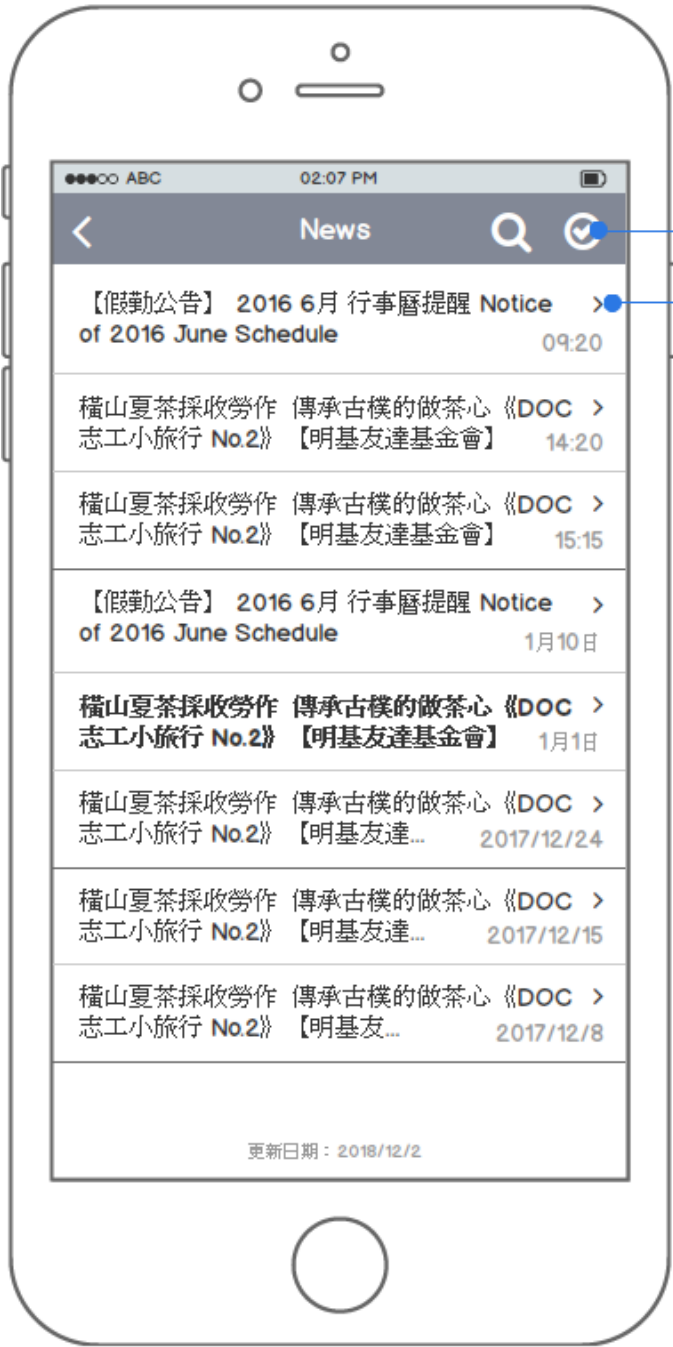 ABC 02:07 PM
News
【假勤公告】 2016 6月 行事曆提醒 Notice
of 2016 June Schedule
09:20
橫山夏茶採收勞作 傳承古樸的做茶心《DOC
志工小旅行 No.2》【明基友達基金會】 14:20
橫山夏茶採收勞作 傳承古樸的做茶心《DOC
志工小旅行 No.2》【明基友達基金會】 15:15
【假勤公告】 2016 6月 行事曆提醒 Notice
of 2016 June Schedule
1月10日
橫山夏茶採收勞作 傳承古樸的做茶心《DOC
志工小旅行 No.2》【明基友達基金會】 1月1日
橫山夏茶採收勞作 傳承古樸的做茶心《DOC
志工小旅行 No.2》【明基友達... 2017/12/24
橫山夏茶採收勞作 傳承古樸的做茶心《DOC
志工小旅行 No.2》【明基友達... 2017/12/15
橫山夏茶採收勞作 傳承古樸的做茶心《DOC
志工小旅行 No.2》【明基友... 2017/12/8
更新日期：2018/12/2